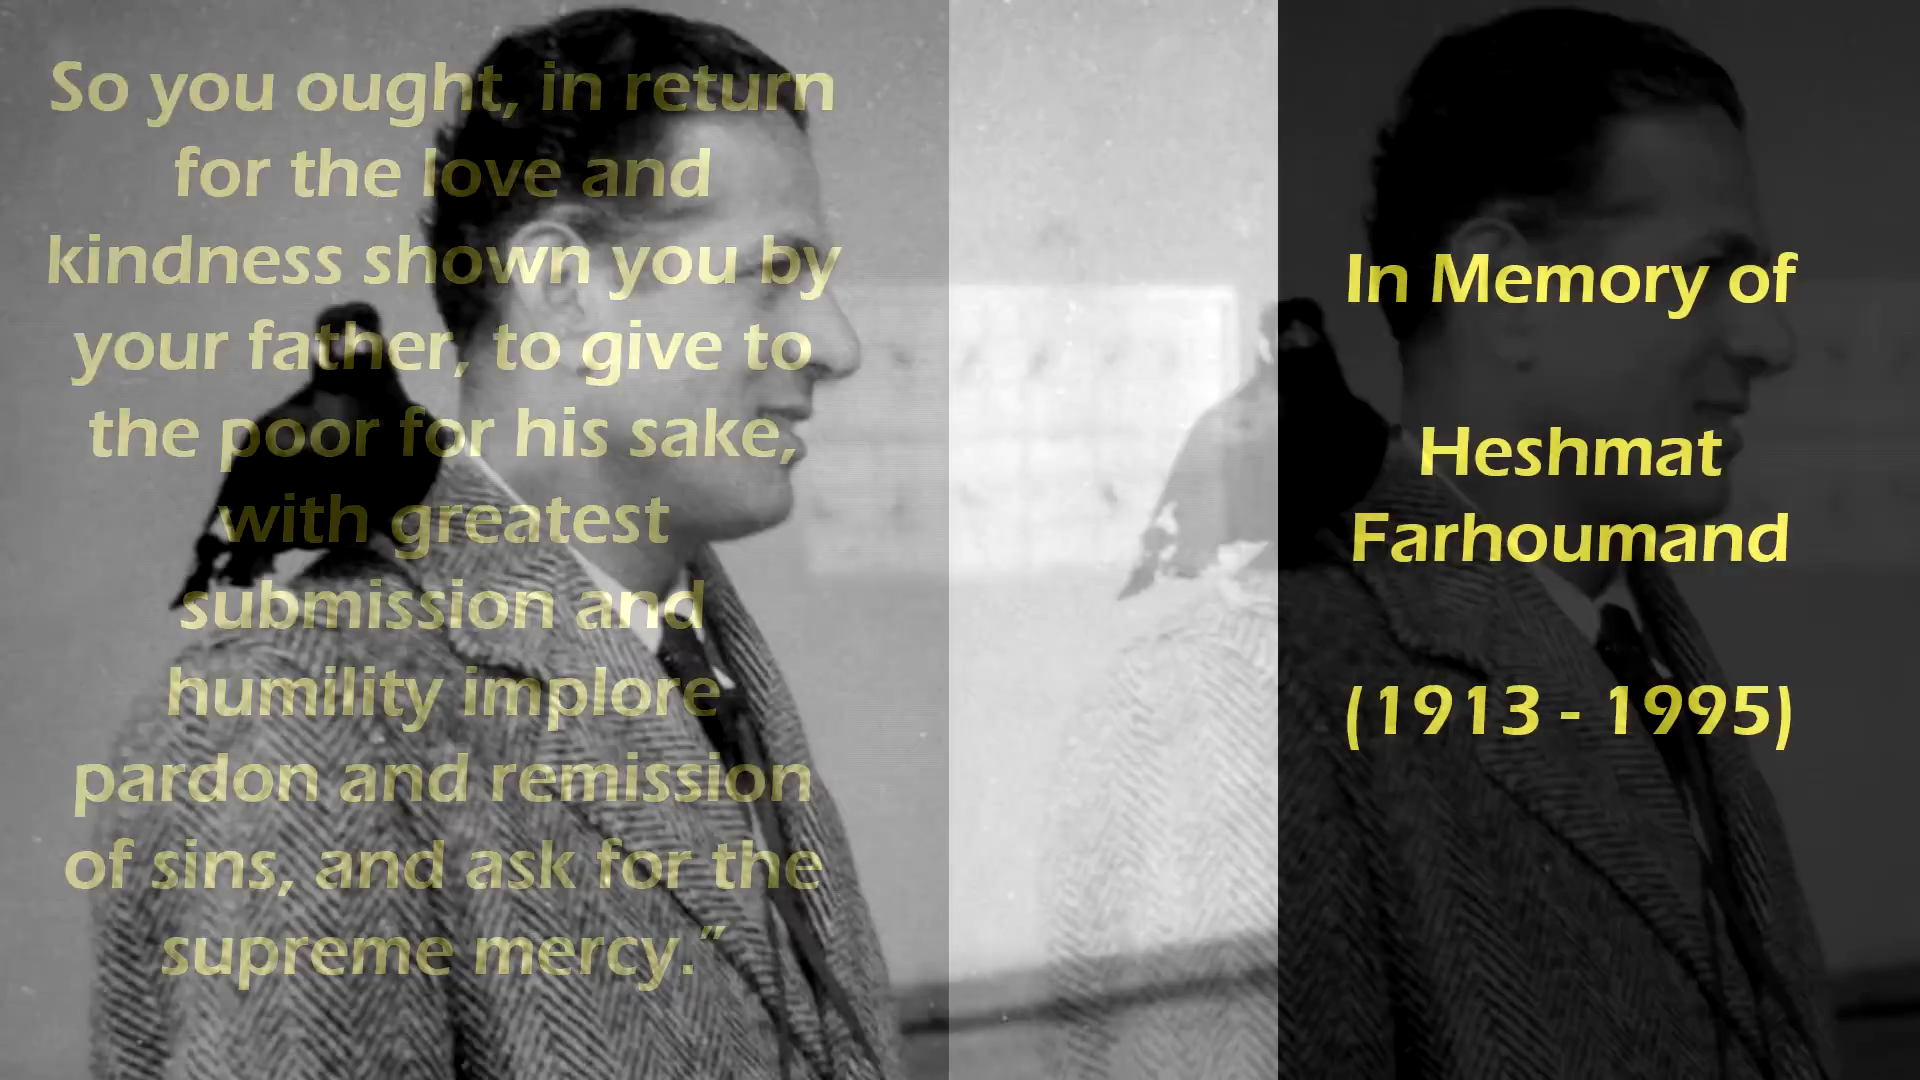 So you ought, in return
for the love and
kindness shown you by
your father, to give to
the poor for his sake,
with greatest
submission and
humility implore
pardon and remission
of sins, and ask for the
supreme mercy.”
In Memory of
Heshmat
Farhoumand
(1913 - 1995)